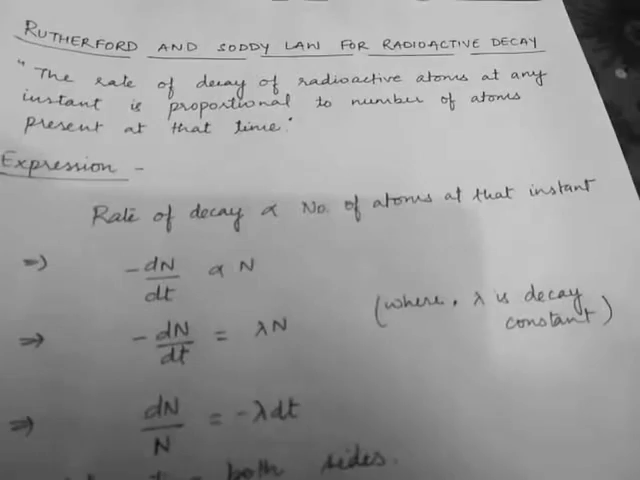 RUTHERFORD AND SODDY LAW FOR RADIOACTIVE DECAY
"The rate of decay of radioactive atoms at any
instant is proportional to number of atoms
present at that time."
Expression -
Rate of decay ∝ No. of atoms at that instant
=) -dN/dt ∝ N
=> -dN/dt = λN (where, λ is decay constant)
=> dN/N = -λdt
both sides.